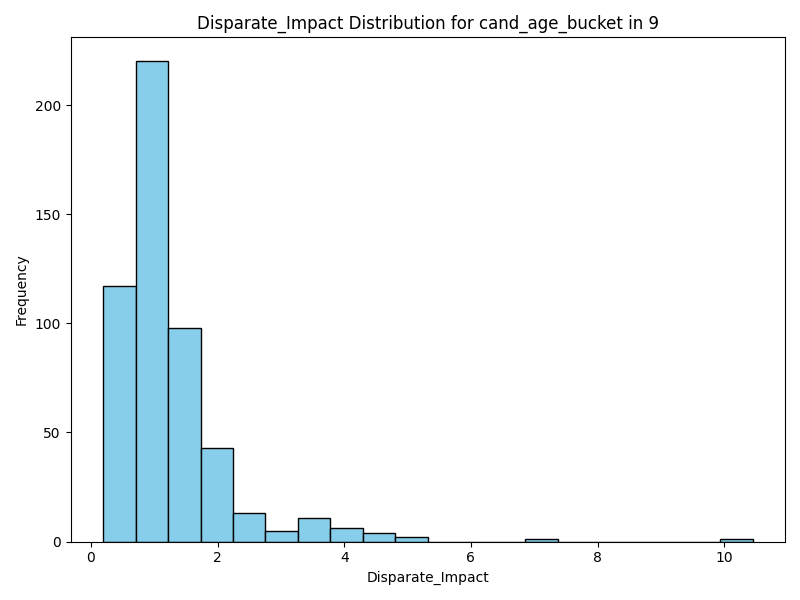 Disparate_Impact Distribution for cand_age_bucket in 9
200
150
100
50
0
Frequency
0 2 4 6 8 10
Disparate_Impact